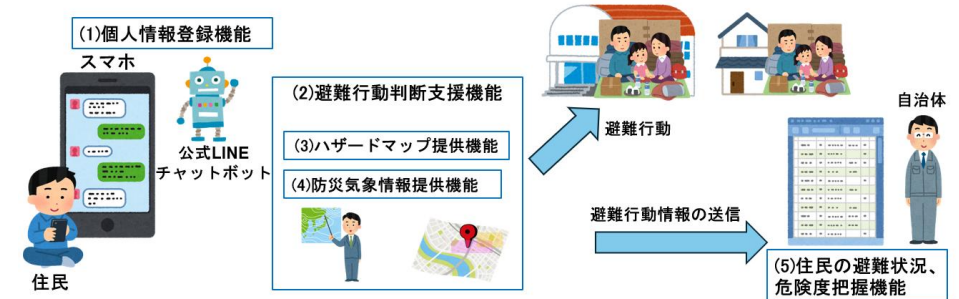 (1)個人情報登録機能
スマホ
公式LINE
チャットボット
住民
(2)避難行動判断支援機能
(3)ハザードマップ提供機能
(4)防災気象情報提供機能
避難行動
避難行動情報の送信
自治体
(5)住民の避難状況、
危険度把握機能